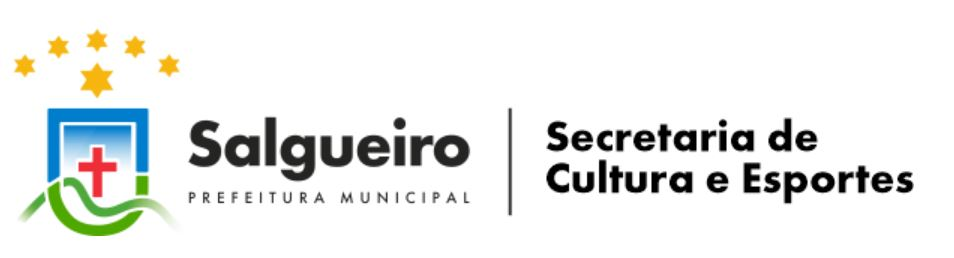 Salgueiro
PREFEITURA MUNICIPAL
Secretaria de
Cultura e Esportes